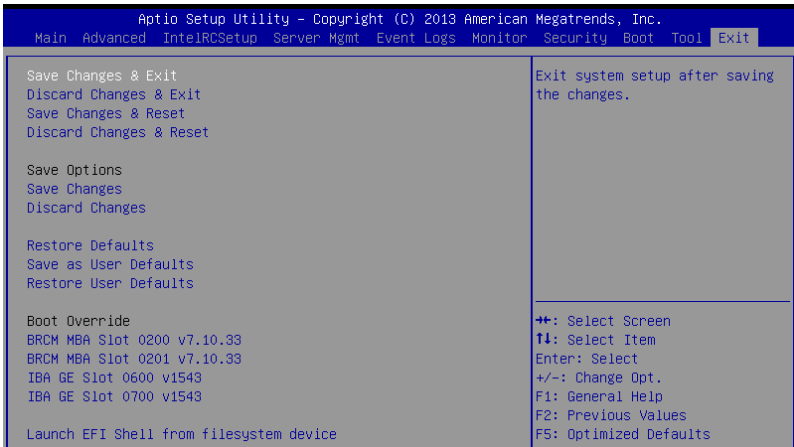 Aptio Setup Utility – Copyright (C) 2013 American Megatrends, Inc.
Main Advanced IntelRCSetup Server Mgmt Event Logs Monitor Security Boot Tool Exit
Save Changes & Exit
Discard Changes & Exit
Save Changes & Reset
Discard Changes & Reset
Save Options
Save Changes
Discard Changes
Restore Defaults
Save as User Defaults
Restore User Defaults
Boot Override
BRCM MBA Slot 0200 v7.10.33
BRCM MBA Slot 0201 v7.10.33
IBA GE Slot 0600 v1543
IBA GE Slot 0700 v1543
Launch EFI Shell from filesystem device
Exit system setup after saving
the changes.
→←: Select Screen
↑↓: Select Item
Enter: Select
+/-: Change Opt.
F1: General Help
F2: Previous Values
F5: Optimized Defaults